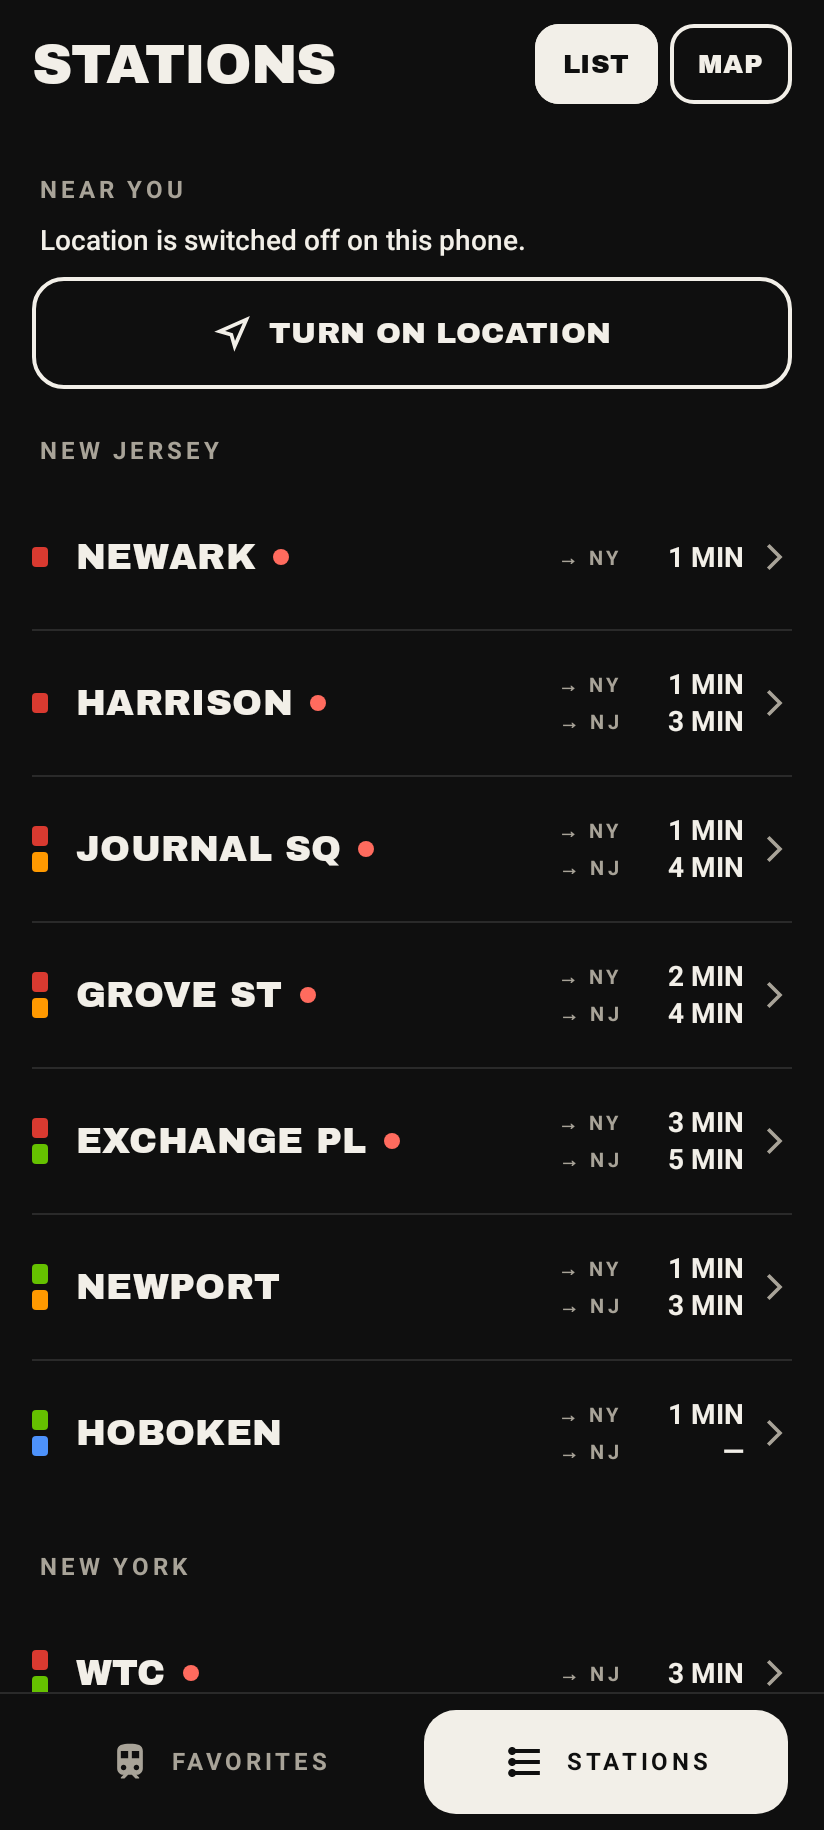 STATIONS
LIST
MAP
NEAR YOU
Location is switched off on this phone.
TURN ON LOCATION
NEW JERSEY
NEWARK → NY 1 MIN
HARRISON → NY 1 MIN
→ NJ 3 MIN
JOURNAL SQ → NY 1 MIN
→ NJ 4 MIN
GROVE ST → NY 2 MIN
→ NJ 4 MIN
EXCHANGE PL → NY 3 MIN
→ NJ 5 MIN
NEWPORT → NY 1 MIN
→ NJ 3 MIN
HOBOKEN → NY 1 MIN
→ NJ —
NEW YORK
WTC → NJ 3 MIN
FAVORITES
STATIONS